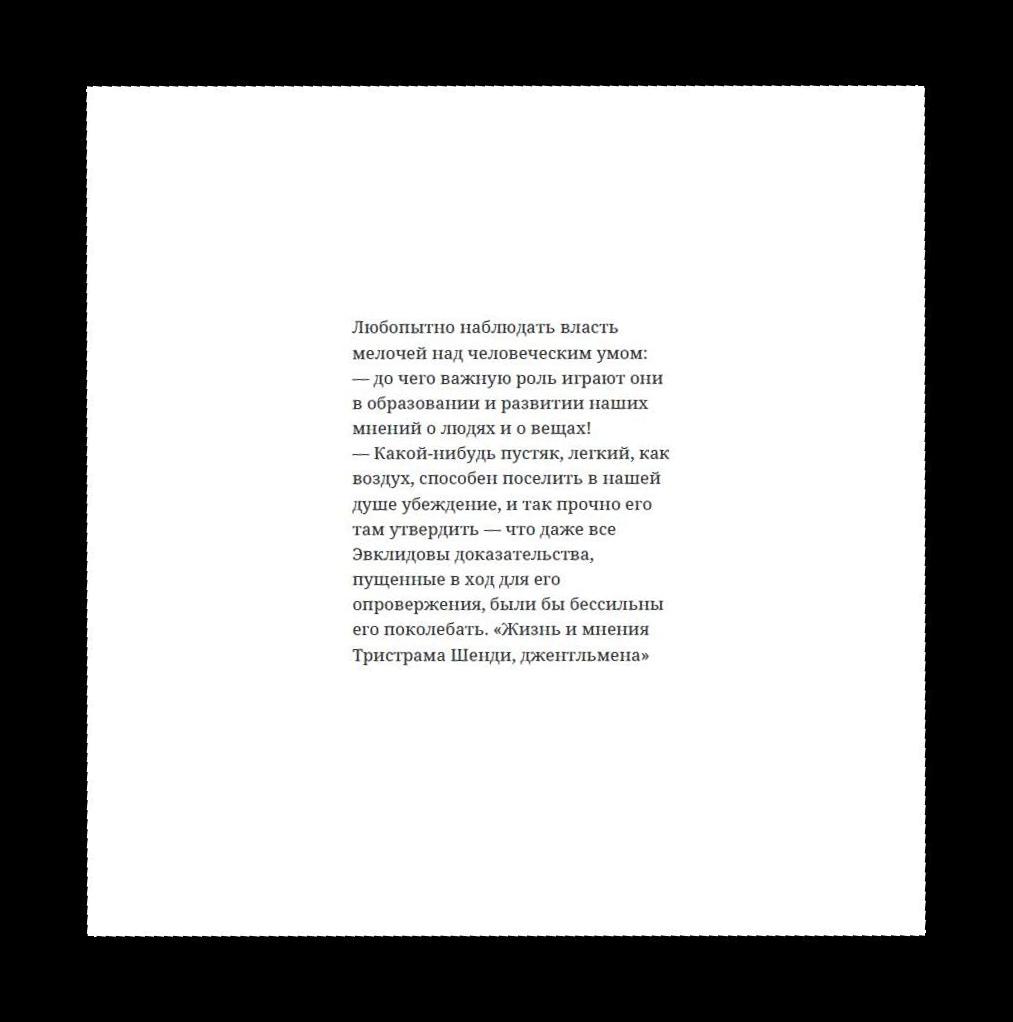 Любопытно наблюдать власть
мелочей над человеческим умом:
— до чего важную роль играют они
в образовании и развитии наших
мнений о людях и о вещах!
— Какой-нибудь пустяк, легкий, как
воздух, способен поселить в нашей
душе убеждение, и так прочно его
там утвердить — что даже все
Эвклидовы доказательства,
пущенные в ход для его
опровержения, были бы бессильны
его поколебать. «Жизнь и мнения
Тристрама Шенди, джентльмена»